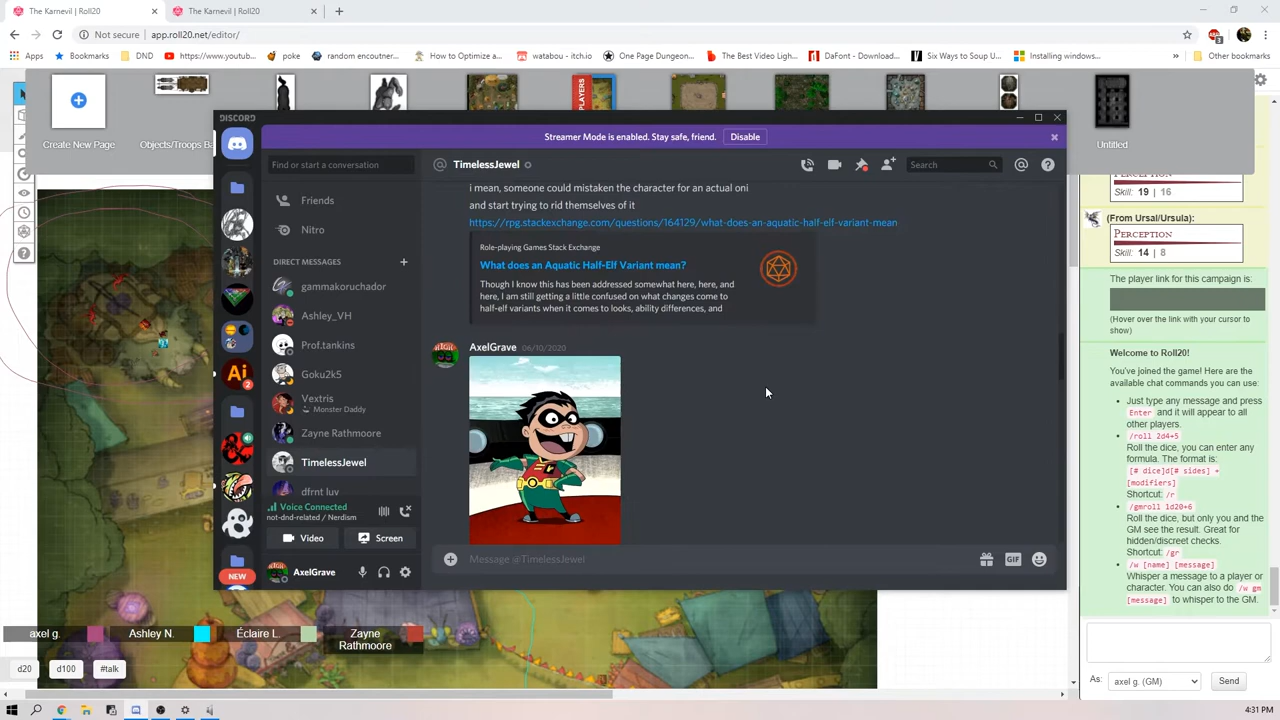 The Karnevil | Roll20
The Karnevil | Roll20
Not secure | app.roll20.net/editor/
Apps
Bookmarks
DND
https://www.youtube...
poke
random encoutner...
How to Optimize a...
watabou - itch.io
One Page Dungeon...
The Best Video Ligh...
DaFont - Download...
Six Ways to Soup U...
Installing windows...
Other bookmarks
Create New Page
Objects/Troops Ba
PLAYERS
Untitled
DISCORD
Streamer Mode is enabled. Stay safe, friend.
Disable
Find or start a conversation
TimelessJewel
Search
Friends
Nitro
DIRECT MESSAGES
gammakoruchador
Ashley_VH
Prof.tankins
Goku2k5
Vextris
Monster Daddy
Zayne Rathmoore
TimelessJewel
dfrnt luv
Voice Connected
not-dnd-related / Nerdism
Video
Screen
AxelGrave
Ai
2
NEW
i mean, someone could mistaken the character for an actual oni
and start trying to rid themselves of it
https://rpg.stackexchange.com/questions/164129/what-does-an-aquatic-half-elf-variant-mean
Role-playing Games Stack Exchange
What does an Aquatic Half-Elf Variant mean?
Though I know this has been addressed somewhat here, here, and
here, I am still getting a little confused on what changes come to
half-elf variants when it comes to looks, ability differences, and
AxelGrave 06/10/2020
Message @TimelessJewel
GIF
PERCEPTION
Skill: 19 | 16
(From Ursal/Ursula):
PERCEPTION
Skill: 14 | 8
The player link for this campaign is:
(Hover over the link with your cursor to
show)
Welcome to Roll20!
You've joined the game! Here are the
available chat commands you can use:
Just type any message and press
Enter and it will appear to all
other players.
/roll 2d4+5
Roll the dice, you can enter any
formula. The format is:
[# dice]d[# sides] +
[modifiers]
Shortcut: /r
/gmroll 1d20+6
Roll the dice, but only you and the
GM see the result. Great for
hidden/discreet checks.
Shortcut: /gr
/w [name] [message]
Whisper a message to a player or
character. You can also do /w gm
[message] to whisper to the GM.
axel g.
Ashley N.
Éclaire L.
Zayne
Rathmoore
d20
d100
#talk
As:
axel g. (GM)
Send
4:31 PM